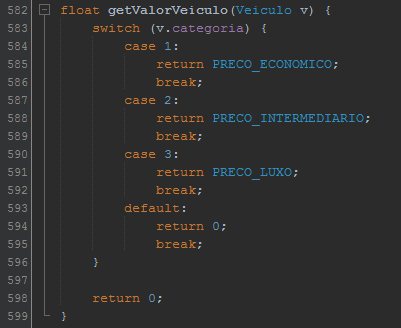 582 float getValorVeiculo(Veiculo v) {
583     switch (v.categoria) {
584         case 1:
585             return PRECO_ECONOMICO;
586             break;
587         case 2:
588             return PRECO_INTERMEDIARIO;
589             break;
590         case 3:
591             return PRECO_LUXO;
592             break;
593         default:
594             return 0;
595             break;
596     }
597
598     return 0;
599 }